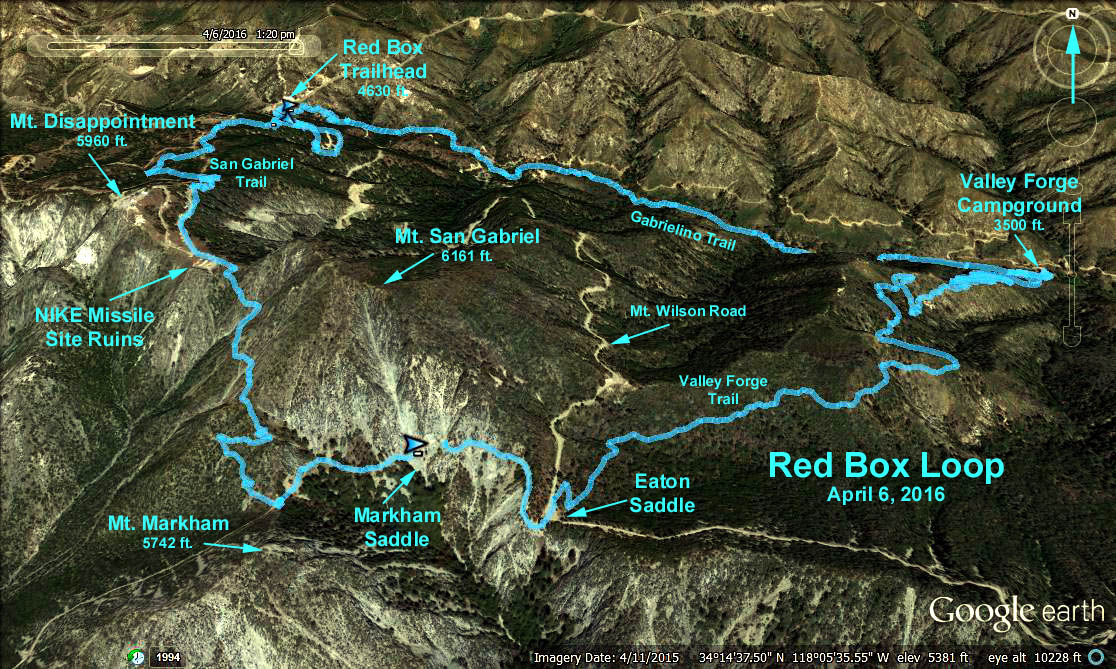 4/6/2016 1:20 pm
N
Red Box
Trailhead
4630 ft.
Mt. Disappointment
5960 ft.
San Gabriel
Trail
Valley Forge
Campground
3500 ft.
Gabrielino Trail
Mt. San Gabriel
6161 ft.
NIKE Missile
Site Ruins
Mt. Wilson Road
Valley Forge
Trail
Red Box Loop
April 6, 2016
Eaton
Saddle
Markham
Saddle
Mt. Markham
5742 ft.
Google earth
1994
Imagery Date: 4/11/2015 34°14'37.50" N 118°05'35.55" W elev 5381 ft eye alt 10228 ft